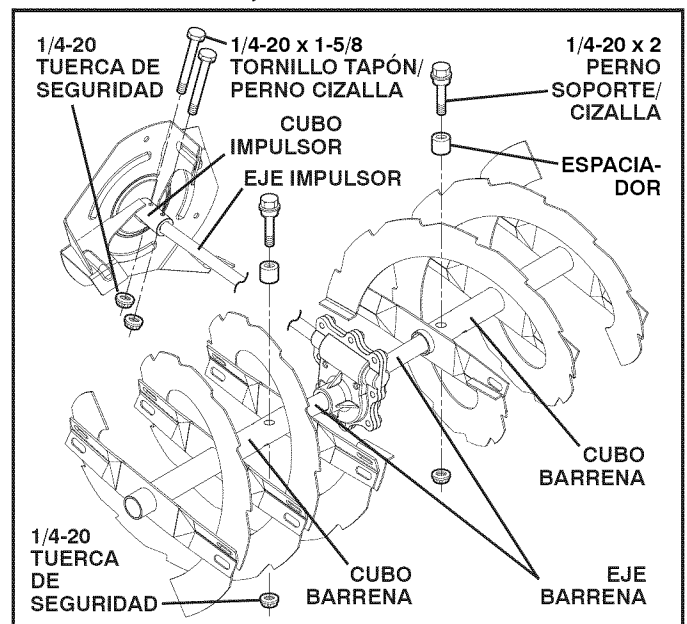 1/4-20
TUERCA DE
SEGURIDAD
1/4-20 x 1-5/8
TORNILLO TAPÓN/
PERNO CIZALLA
1/4-20 x 2
PERNO
SOPORTE/
CIZALLA
CUBO
IMPULSOR
EJE IMPULSOR
ESPACIA-
DOR
CUBO
BARRENA
1/4-20
TUERCA
DE
SEGURIDAD
CUBO
BARRENA
EJE
BARRENA